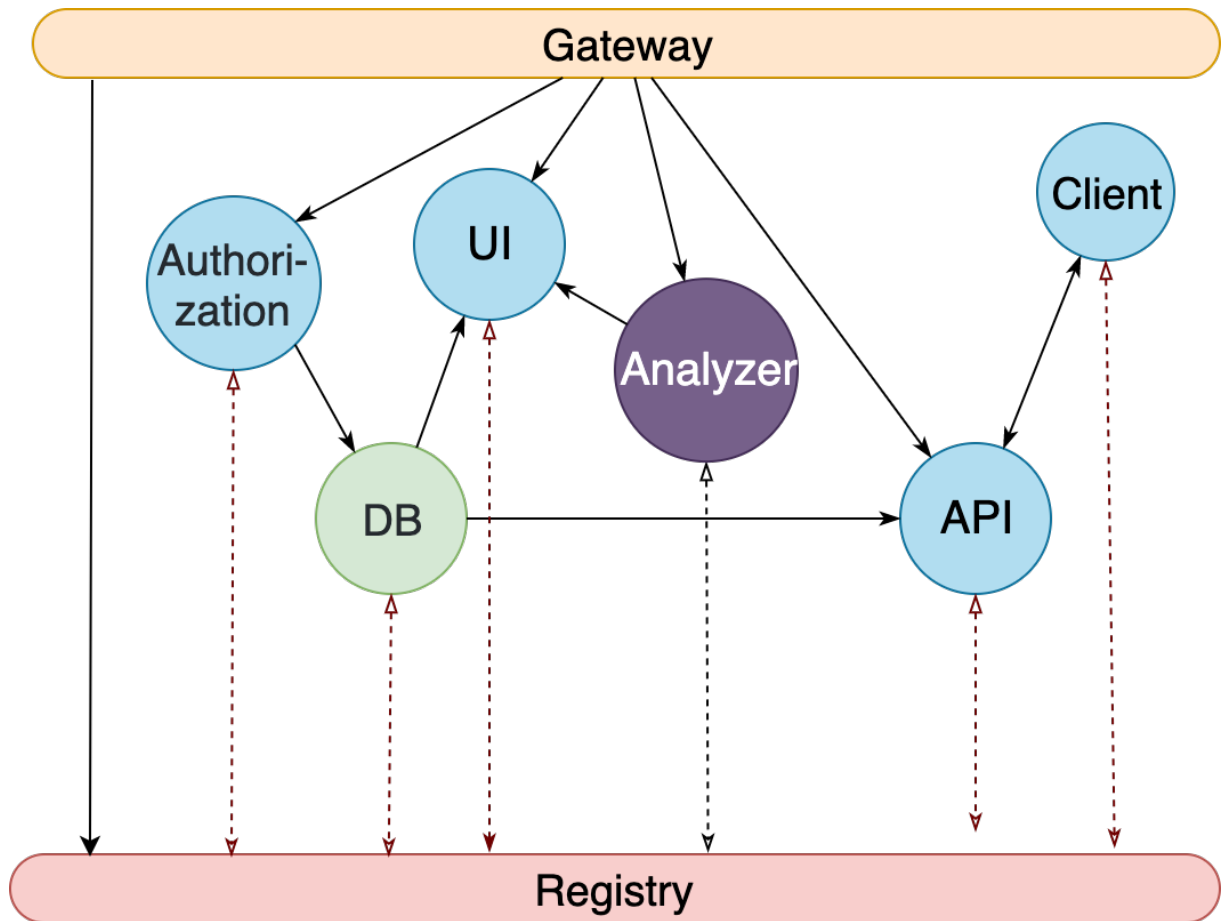 Gateway
Client
UI
Authori-
zation
Analyzer
DB
API
Registry